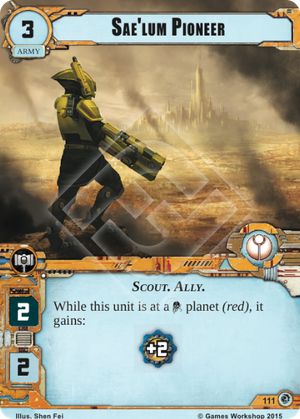 3
ARMY
SAE'LUM PIONEER
SCOUT. ALLY.
While this unit is at a planet (red), it
gains:
+2
2
2
111
Illus. Shen Fei
© Games Workshop 2015